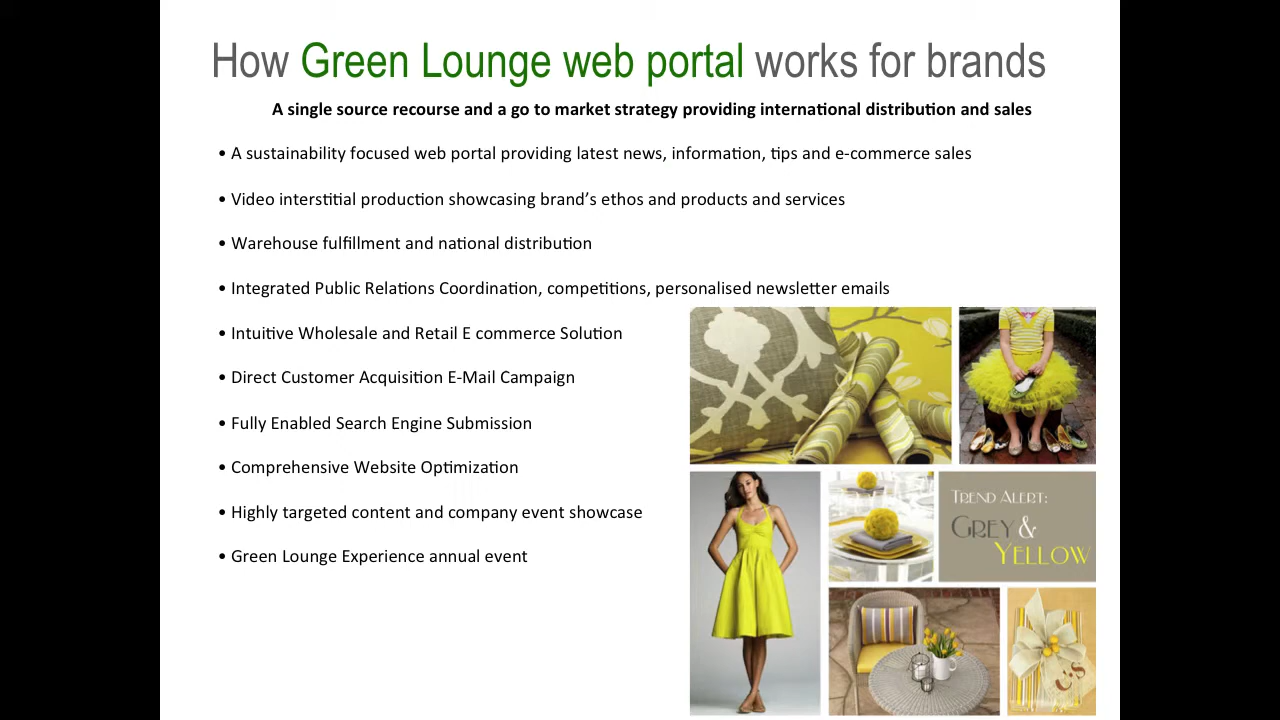 How Green Lounge web portal works for brands
A single source recourse and a go to market strategy providing international distribution and sales
• A sustainability focused web portal providing latest news, information, tips and e-commerce sales
• Video interstitial production showcasing brand’s ethos and products and services
• Warehouse fulfillment and national distribution
• Integrated Public Relations Coordination, competitions, personalised newsletter emails
• Intuitive Wholesale and Retail E commerce Solution
• Direct Customer Acquisition E-Mail Campaign
• Fully Enabled Search Engine Submission
• Comprehensive Website Optimization
• Highly targeted content and company event showcase
• Green Lounge Experience annual event
TREND ALERT:
GREY &
YELLOW